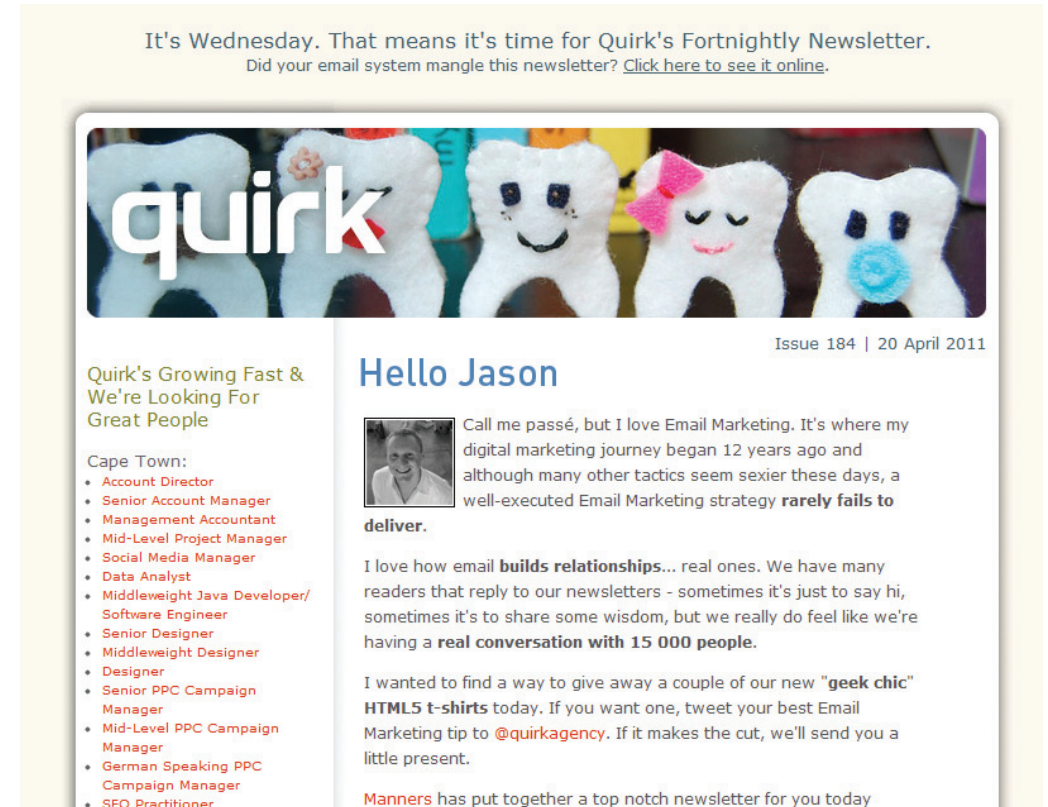 It's Wednesday. That means it's time for Quirk's Fortnightly Newsletter.
Did your email system mangle this newsletter? Click here to see it online.
quirk
Issue 184 | 20 April 2011
Quirk's Growing Fast &
We're Looking For
Great People
Cape Town:
• Account Director
• Senior Account Manager
• Management Accountant
• Mid-Level Project Manager
• Social Media Manager
• Data Analyst
• Middleweight Java Developer/
Software Engineer
• Senior Designer
• Middleweight Designer
• Designer
• Senior PPC Campaign
Manager
• Mid-Level PPC Campaign
Manager
• German Speaking PPC
Campaign Manager
• SEO Practitioner
Hello Jason
Call me passé, but I love Email Marketing. It's where my
digital marketing journey began 12 years ago and
although many other tactics seem sexier these days, a
well-executed Email Marketing strategy rarely fails to
deliver.
I love how email builds relationships... real ones. We have many
readers that reply to our newsletters - sometimes it's just to say hi,
sometimes it's to share some wisdom, but we really do feel like we're
having a real conversation with 15 000 people.
I wanted to find a way to give away a couple of our new "geek chic"
HTML5 t-shirts today. If you want one, tweet your best Email
Marketing tip to @quirkagency. If it makes the cut, we'll send you a
little present.
Manners has put together a top notch newsletter for you today